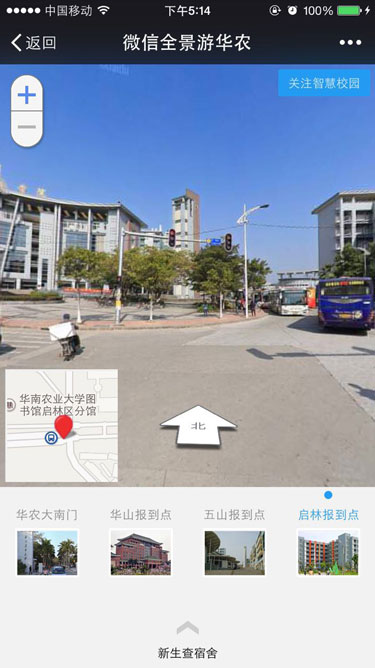 中国移动
下午5:14
100%
返回
微信全景游华农
关注智慧校园
华南农业大学图
书馆启林区分馆
北
华农大南门
华山报到点
五山报到点
启林报到点
新生查宿舍